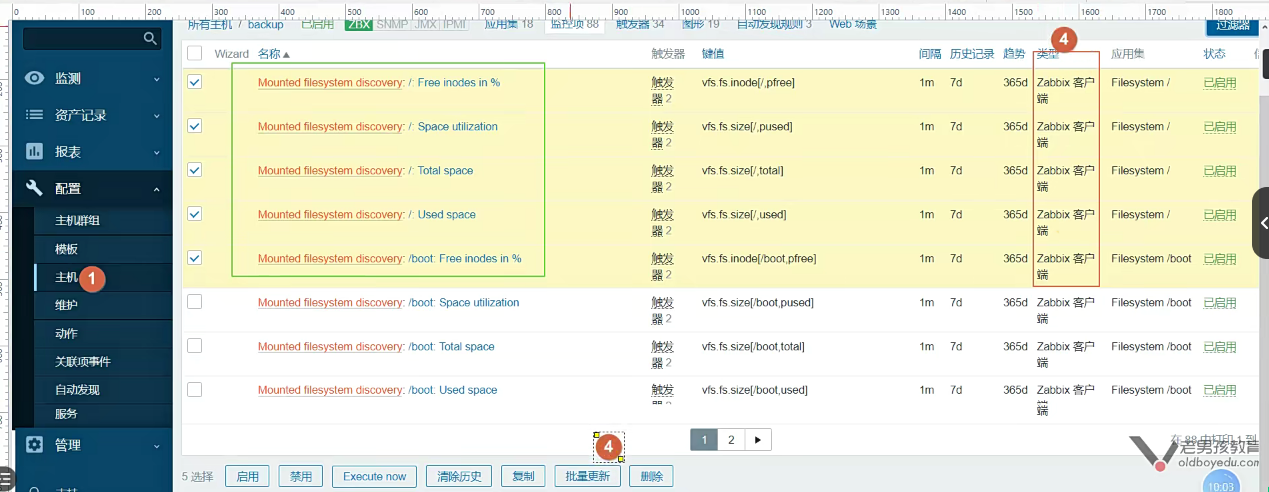 0 100 200 300 400 500 600 700 800 900 1000 1100 1200 1300 1400 1500 1600 1700 1800
所有主机 / backup 已启用 ZBX SNMP JMX IPMI 应用集 18 监控项 88 触发器 34 图形 19 自动发现规则 3 Web 场景 过滤器
Wizard 名称 触发器 键值 间隔 历史记录 趋势 类型 应用集 状态
4
监测
资产记录
报表
配置
主机群组
模板
主机 1
维护
动作
关联项事件
自动发现
服务
管理
Mounted filesystem discovery: /: Free inodes in % 触发器 2 vfs.fs.inode[/,pfree] 1m 7d 365d Zabbix 客户端 Filesystem / 已启用
Mounted filesystem discovery: /: Space utilization 触发器 2 vfs.fs.size[/,pused] 1m 7d 365d Zabbix 客户端 Filesystem / 已启用
Mounted filesystem discovery: /: Total space 触发器 2 vfs.fs.size[/,total] 1m 7d 365d Zabbix 客户端 Filesystem / 已启用
Mounted filesystem discovery: /: Used space 触发器 2 vfs.fs.size[/,used] 1m 7d 365d Zabbix 客户端 Filesystem / 已启用
Mounted filesystem discovery: /boot: Free inodes in % 触发器 2 vfs.fs.inode[/boot,pfree] 1m 7d 365d Zabbix 客户端 Filesystem /boot 已启用
Mounted filesystem discovery: /boot: Space utilization 触发器 2 vfs.fs.size[/boot,pused] 1m 7d 365d Zabbix 客户端 Filesystem /boot 已启用
Mounted filesystem discovery: /boot: Total space 触发器 2 vfs.fs.size[/boot,total] 1m 7d 365d Zabbix 客户端 Filesystem /boot 已启用
Mounted filesystem discovery: /boot: Used space 触发器 2 vfs.fs.size[/boot,used] 1m 7d 365d Zabbix 客户端 Filesystem /boot 已启用
1 2
4
5 选择 启用 禁用 Execute now 清除历史 复制 批量更新 删除
老男孩教育
oldboyedu.com
10:03